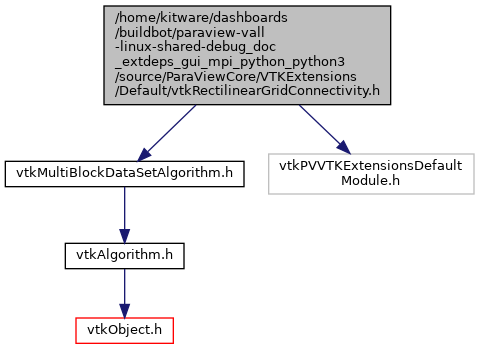 /home/kitware/dashboards
/buildbot/paraview-vall
-linux-shared-debug_doc
_extdeps_gui_mpi_python_python3
/source/ParaViewCore/VTKExtensions
/Default/vtkRectilinearGridConnectivity.h
vtkMultiBlockDataSetAlgorithm.h
vtkPVVTKExtensionsDefault
Module.h
vtkAlgorithm.h
vtkObject.h